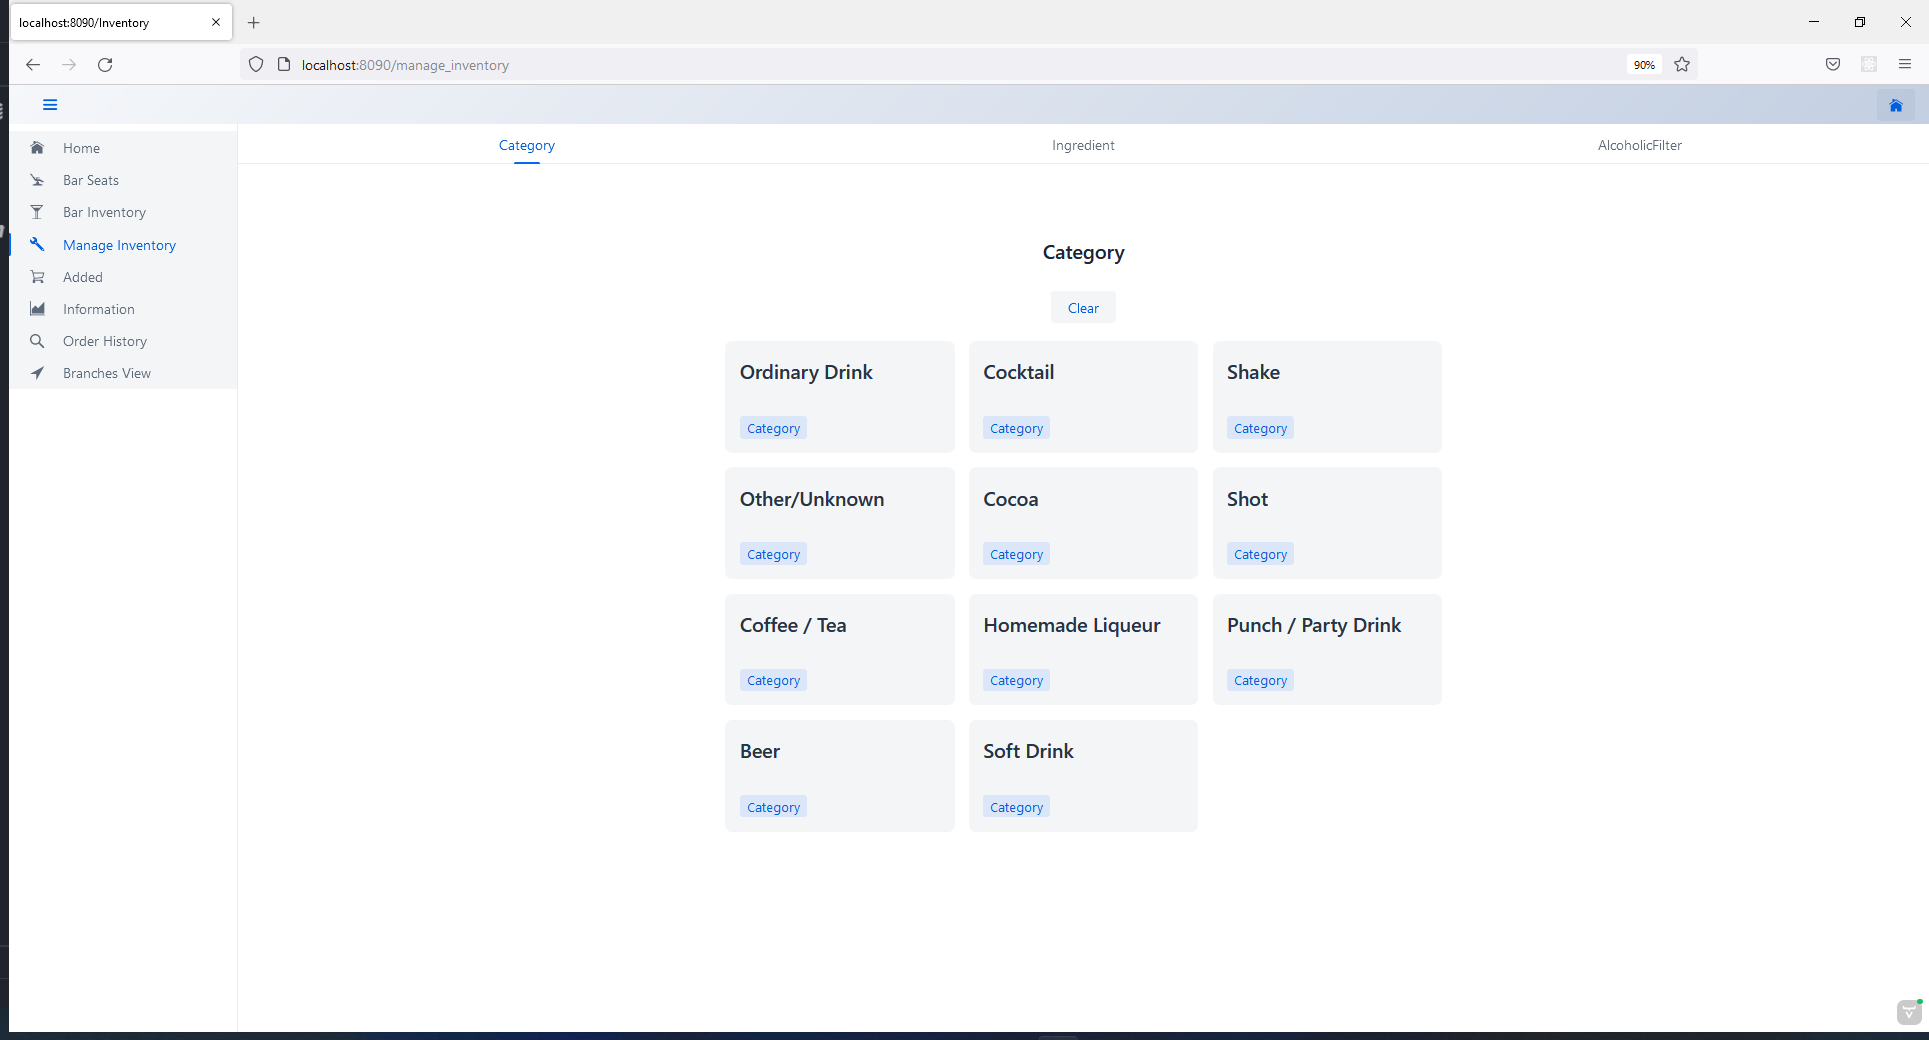 localhost:8090/Inventory
localhost:8090/manage_inventory
90%
Home
Bar Seats
Bar Inventory
Manage Inventory
Added
Information
Order History
Branches View
Category
Ingredient
AlcoholicFilter
Category
Clear
Ordinary Drink
Category
Cocktail
Category
Shake
Category
Other/Unknown
Category
Cocoa
Category
Shot
Category
Coffee / Tea
Category
Homemade Liqueur
Category
Punch / Party Drink
Category
Beer
Category
Soft Drink
Category